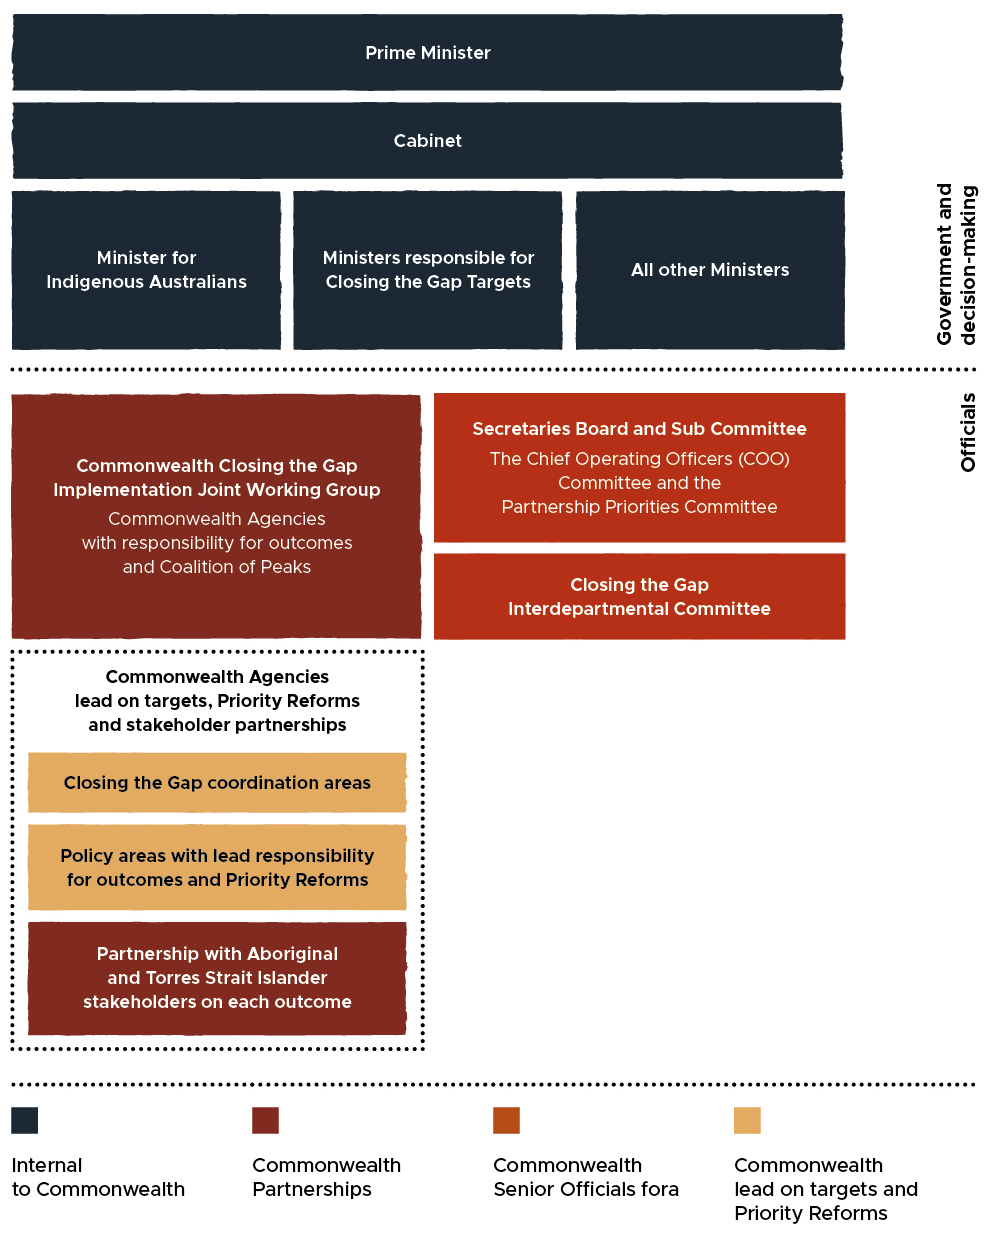 Prime Minister
Cabinet
Minister for
Indigenous Australians
Ministers responsible for
Closing the Gap Targets
All other Ministers
Government and
decision-making
Officials
Commonwealth Closing the Gap
Implementation Joint Working Group
Commonwealth Agencies
with responsibility for outcomes
and Coalition of Peaks
Secretaries Board and Sub Committee
The Chief Operating Officers (COO)
Committee and the
Partnership Priorities Committee
Closing the Gap
Interdepartmental Committee
Commonwealth Agencies
lead on targets, Priority Reforms
and stakeholder partnerships
Closing the Gap coordination areas
Policy areas with lead responsibility
for outcomes and Priority Reforms
Partnership with Aboriginal
and Torres Strait Islander
stakeholders on each outcome
Internal
to Commonwealth
Commonwealth
Partnerships
Commonwealth
Senior Officials fora
Commonwealth
lead on targets and
Priority Reforms